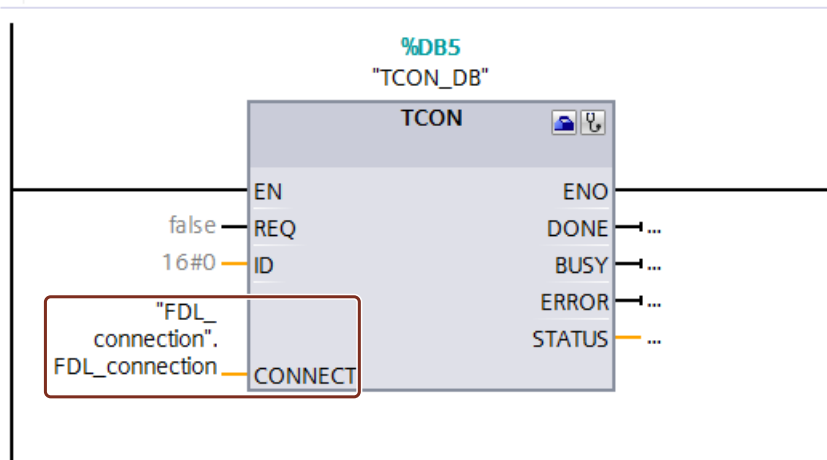 %DB5
"TCON_DB"
TCON
EN
ENO
false
REQ
DONE
...
16#0
ID
BUSY
...
"FDL_
connection".
FDL_connection
CONNECT
ERROR
...
STATUS
...